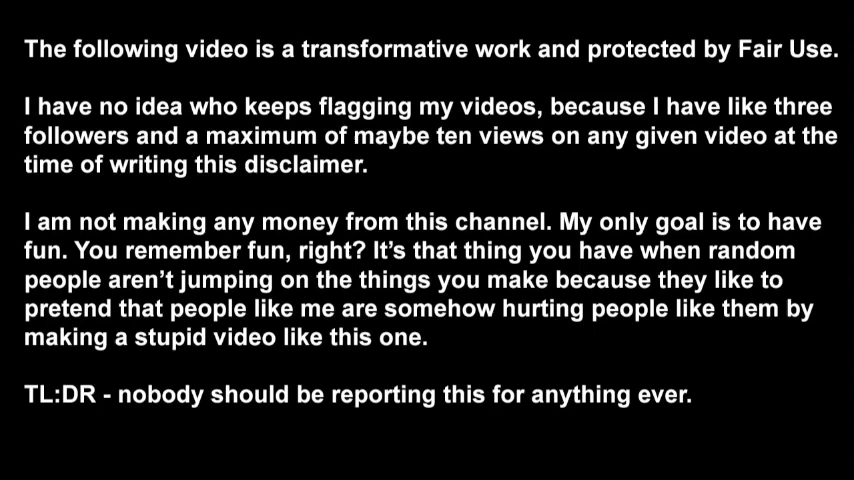 The following video is a transformative work and protected by Fair Use.
I have no idea who keeps flagging my videos, because I have like three
followers and a maximum of maybe ten views on any given video at the
time of writing this disclaimer.
I am not making any money from this channel. My only goal is to have
fun. You remember fun, right? It's that thing you have when random
people aren't jumping on the things you make because they like to
pretend that people like me are somehow hurting people like them by
making a stupid video like this one.
TL:DR - nobody should be reporting this for anything ever.